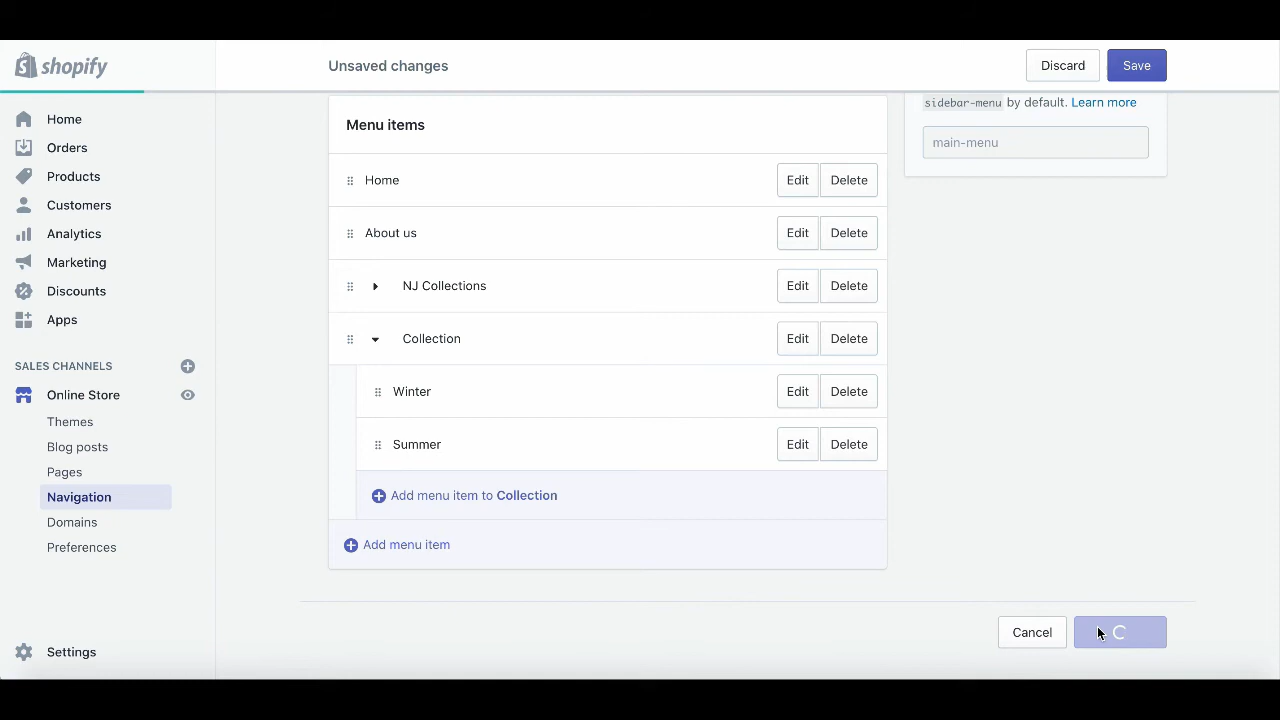 shopify
Unsaved changes
Discard
Save
Home
Orders
Products
Customers
Analytics
Marketing
Discounts
Apps
SALES CHANNELS
Online Store
Themes
Blog posts
Pages
Navigation
Domains
Preferences
Settings
Menu items
Home Edit Delete
About us Edit Delete
NJ Collections Edit Delete
Collection Edit Delete
Winter Edit Delete
Summer Edit Delete
Add menu item to Collection
Add menu item
sidebar-menu by default. Learn more
main-menu
Cancel